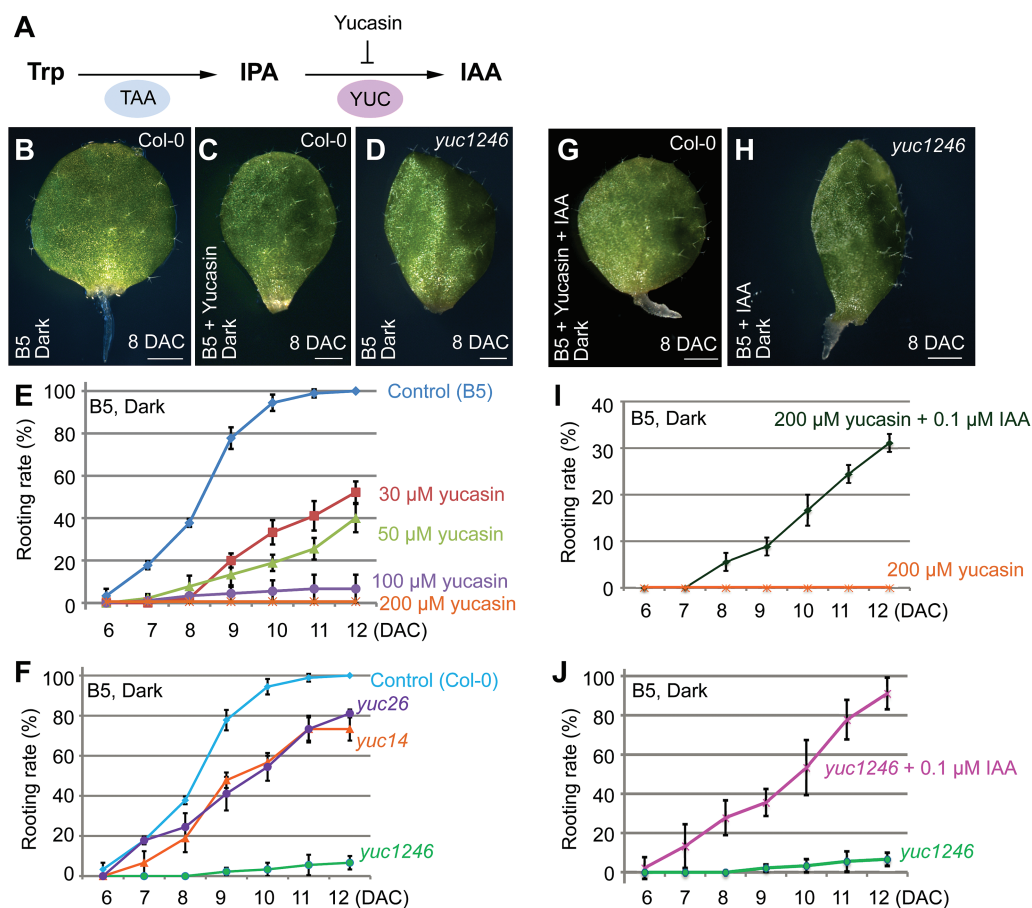 A
Yucasin
Trp
IPA
IAA
TAA
YUC
B
Col-0
B5
Dark
8 DAC
C
Col-0
B5 + Yucasin
Dark
8 DAC
D
yuc1246
B5
Dark
8 DAC
G
Col-0
B5 + Yucasin + IAA
Dark
8 DAC
H
yuc1246
B5 + IAA
Dark
8 DAC
E
B5, Dark
Rooting rate (%)
100
80
60
40
20
0
6 7 8 9 10 11 12 (DAC)
Control (B5)
30 µM yucasin
50 µM yucasin
100 µM yucasin
200 µM yucasin
I
B5, Dark
Rooting rate (%)
40
30
20
10
0
6 7 8 9 10 11 12 (DAC)
200 µM yucasin + 0.1 µM IAA
200 µM yucasin
F
B5, Dark
Rooting rate (%)
100
80
60
40
20
0
6 7 8 9 10 11 12 (DAC)
Control (Col-0)
yuc26
yuc14
yuc1246
J
B5, Dark
Rooting rate (%)
100
80
60
40
20
0
6 7 8 9 10 11 12 (DAC)
yuc1246 + 0.1 µM IAA
yuc1246